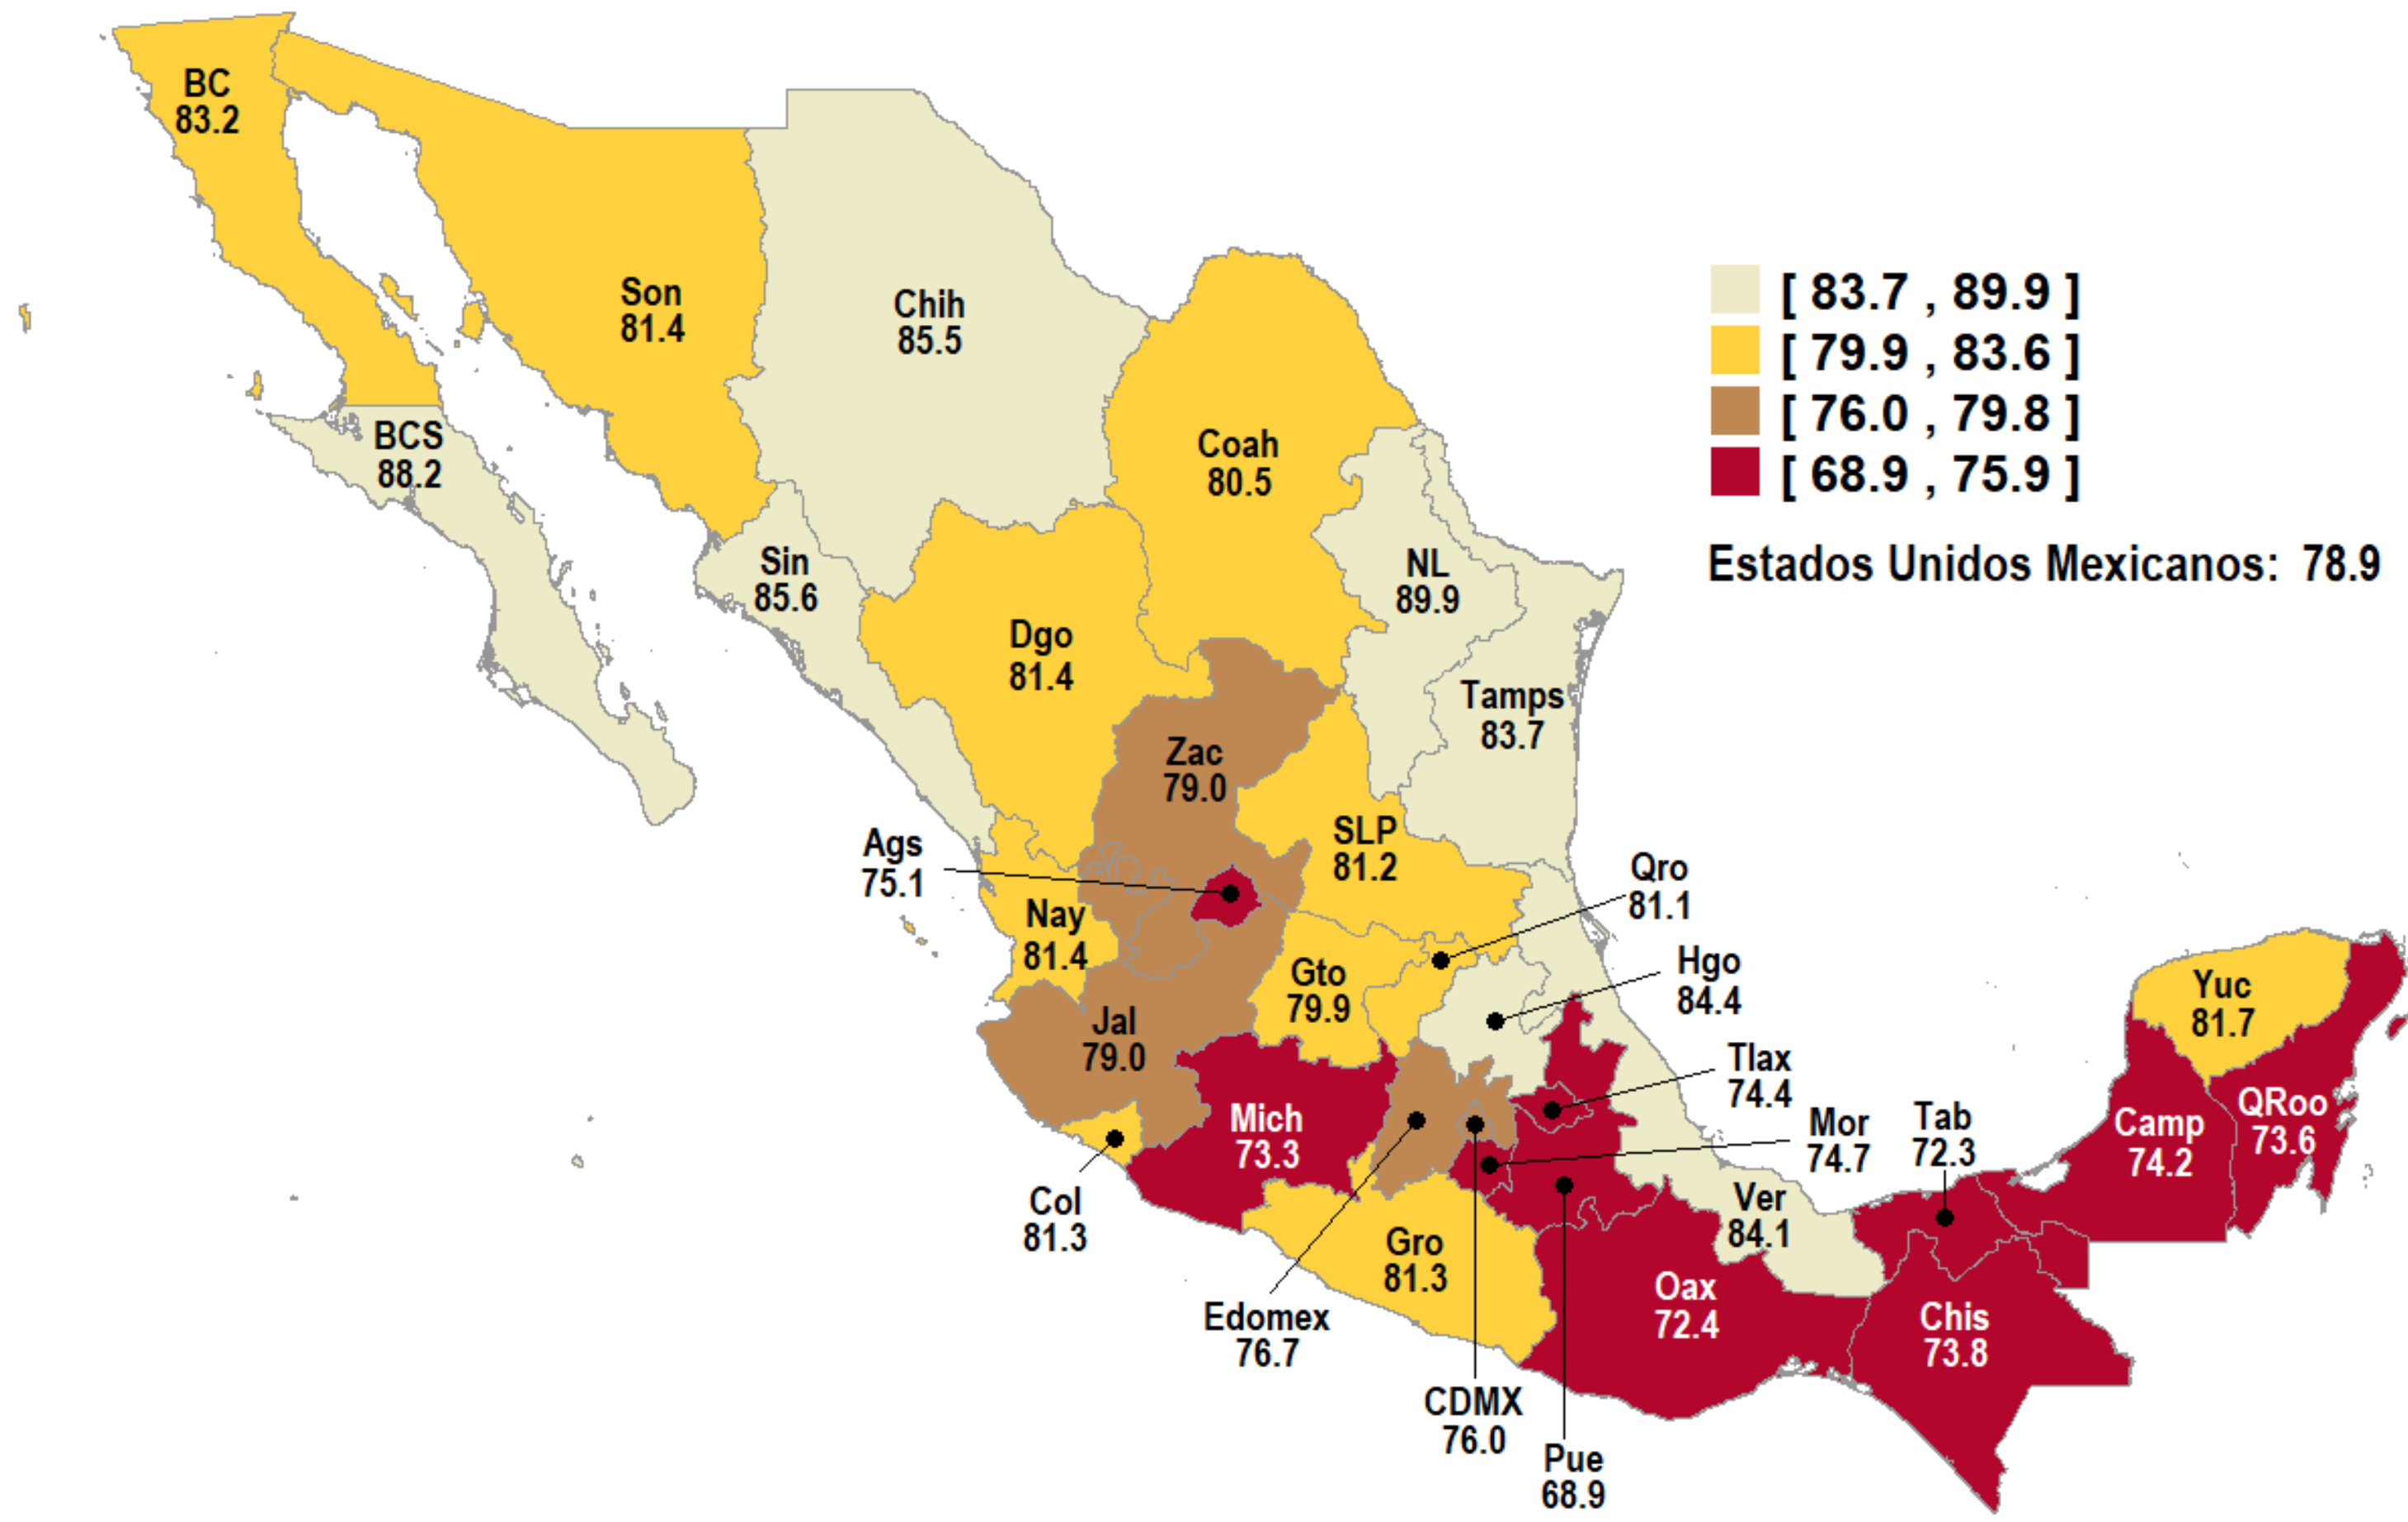 BC
83.2
BCS
88.2
Son
81.4
Chih
85.5
Sin
85.6
Coah
80.5
Dgo
81.4
NL
89.9
Tamps
83.7
Zac
79.0
SLP
81.2
Ags
75.1
Nay
81.4
Gto
79.9
Qro
81.1
Hgo
84.4
Jal
79.0
Mich
73.3
Tlax
74.4
Mor
74.7
Tab
72.3
Col
81.3
Gro
81.3
Edomex
76.7
CDMX
76.0
Pue
68.9
Ver
84.1
Oax
72.4
Chis
73.8
Camp
74.2
QRoo
73.6
Yuc
81.7
[ 83.7 , 89.9 ]
[ 79.9 , 83.6 ]
[ 76.0 , 79.8 ]
[ 68.9 , 75.9 ]
Estados Unidos Mexicanos: 78.9